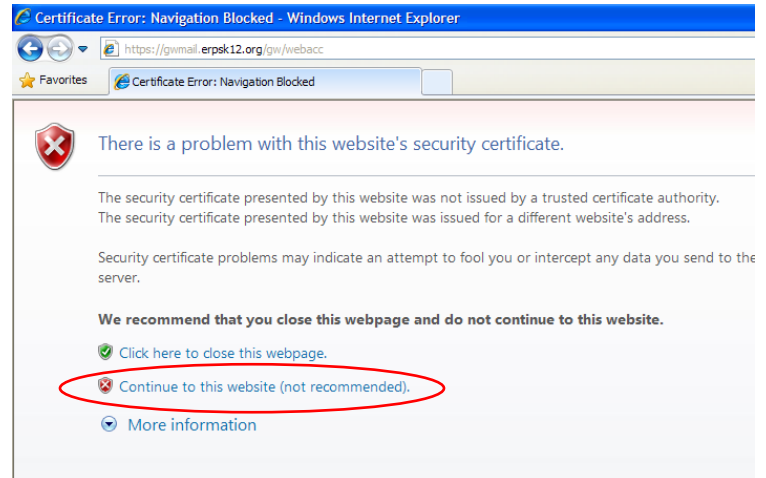 Certificate Error: Navigation Blocked - Windows Internet Explorer
https://gwmail.erpsk12.org/gw/webacc
Favorites
Certificate Error: Navigation Blocked
There is a problem with this website's security certificate.
The security certificate presented by this website was not issued by a trusted certificate authority.
The security certificate presented by this website was issued for a different website's address.
Security certificate problems may indicate an attempt to fool you or intercept any data you send to the
server.
We recommend that you close this webpage and do not continue to this website.
Click here to close this webpage.
Continue to this website (not recommended).
More information